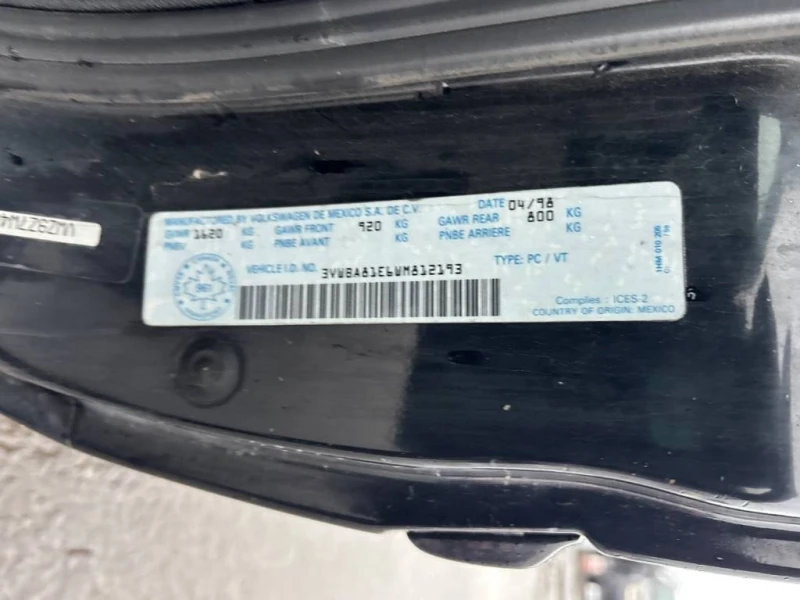 MANUFACTURED BY VOLKSWAGEN DE MEXICO S.A. DE C.V. DATE 04/98
GVWR 1620 KG GAWR FRONT 920 KG GAWR REAR 800 KG
PNBV KG PNBE AVANT KG PNBE ARRIERE KG
VEHICLE I.D. NO. 3VWBA81E6WM812193 TYPE: PC / VT
Complies : ICES-2
COUNTRY OF ORIGIN: MEXICO
CANADA